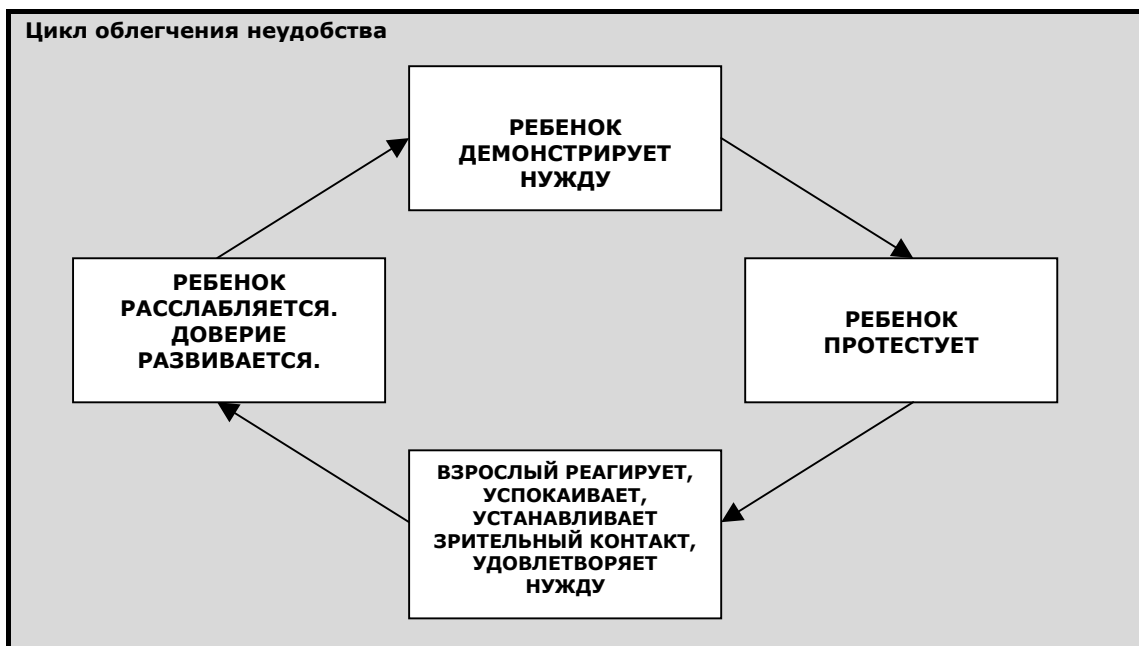 Цикл облегчения неудобства
РЕБЕНОК
ДЕМОНСТРИРУЕТ
НУЖДУ
РЕБЕНОК
ПРОТЕСТУЕТ
ВЗРОСЛЫЙ РЕАГИРУЕТ,
УСПОКАИВАЕТ,
УСТАНАВЛИВАЕТ
ЗРИТЕЛЬНЫЙ КОНТАКТ,
УДОВЛЕТВОРЯЕТ
НУЖДУ
РЕБЕНОК
РАССЛАБЛЯЕТСЯ.
ДОВЕРИЕ
РАЗВИВАЕТСЯ.